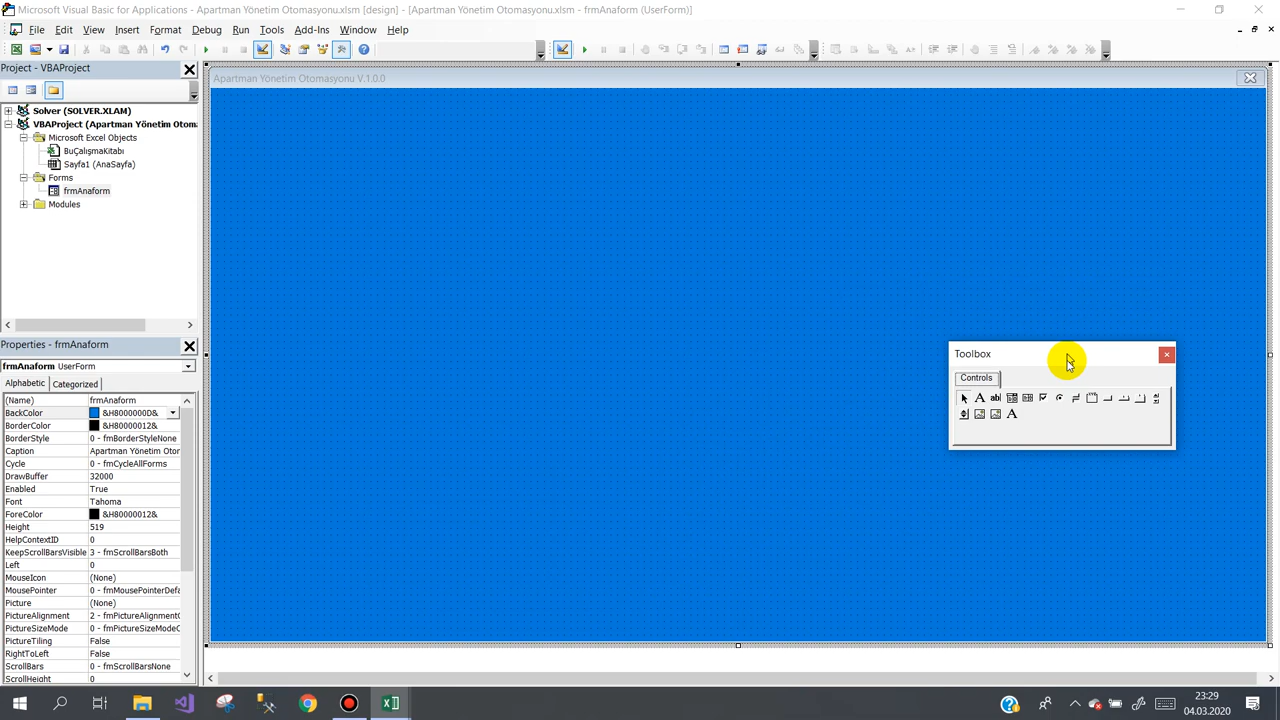 Microsoft Visual Basic for Applications - Apartman Yönetim Otomasyonu.xlsm [design] - [Apartman Yönetim Otomasyonu.xlsm - frmAnaform (UserForm)]
File Edit View Insert Format Debug Run Tools Add-Ins Window Help
Project - VBAProject
Solver (SOLVER.XLAM)
VBAProject (Apartman Yönetim Otom
Microsoft Excel Objects
BuÇalışmaKitabı
Sayfa1 (AnaSayfa)
Forms
frmAnaform
Modules
Properties - frmAnaform
frmAnaform UserForm
Alphabetic Categorized
(Name) frmAnaform
BackColor &H8000000D&
BorderColor &H80000012&
BorderStyle 0 - fmBorderStyleNone
Caption Apartman Yönetim Otor
Cycle 0 - fmCycleAllForms
DrawBuffer 32000
Enabled True
Font Tahoma
ForeColor &H80000012&
Height 519
HelpContextID 0
KeepScrollBarsVisible 3 - fmScrollBarsBoth
Left 0
MouseIcon (None)
MousePointer 0 - fmMousePointerDefa
Picture (None)
PictureAlignment 2 - fmPictureAlignmentC
PictureSizeMode 0 - fmPictureSizeModeC
PictureTiling False
RightToLeft False
ScrollBars 0 - fmScrollBarsNone
ScrollHeight 0
Apartman Yönetim Otomasyonu V.1.0.0
Toolbox
Controls
23:29
04.03.2020